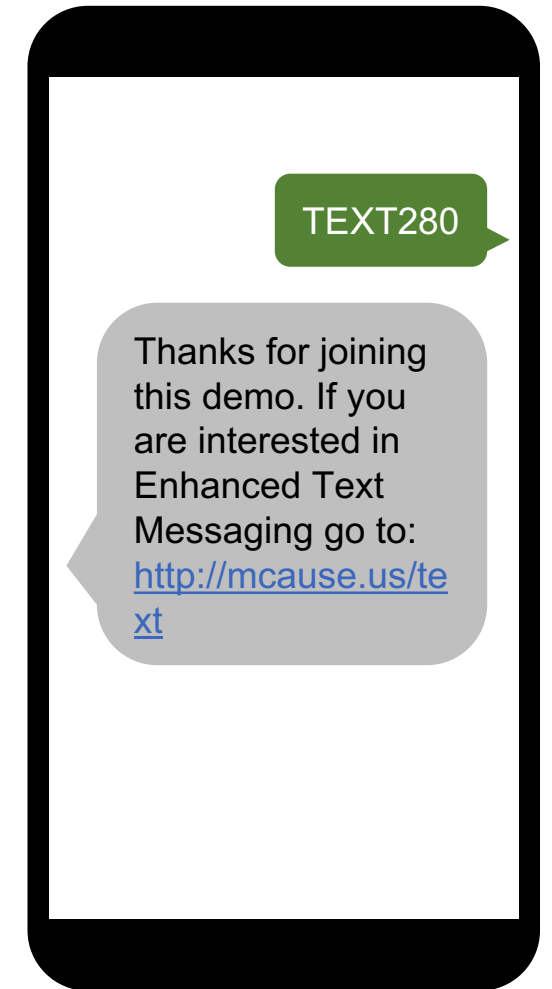 TEXT280
Thanks for joining
this demo. If you
are interested in
Enhanced Text
Messaging go to:
http://mcause.us/te
xt